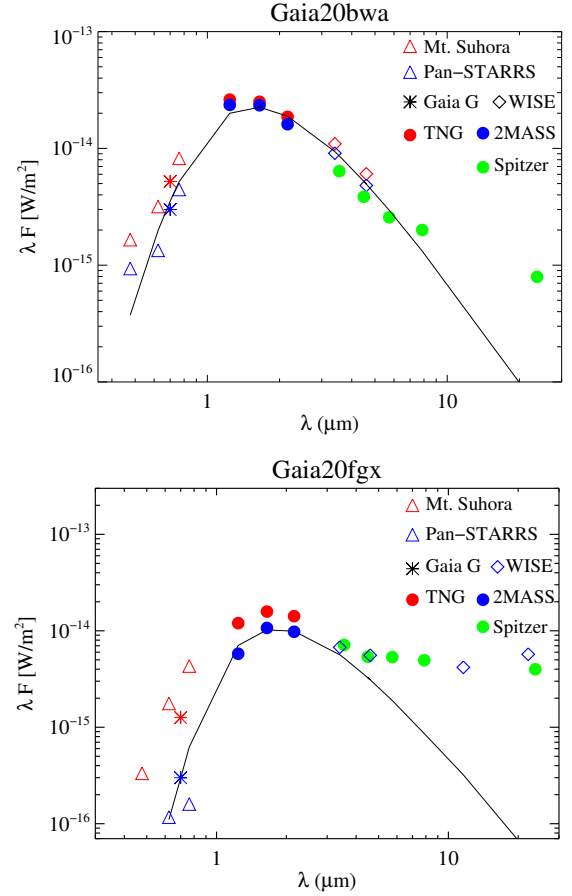 Gaia20bwa
10^-13
10^-14
10^-15
10^-16
λ F [W/m²]
Mt. Suhora
Pan−STARRS
Gaia G WISE
TNG 2MASS
Spitzer
1 10
λ (μm)
Gaia20fgx
10^-13
10^-14
10^-15
10^-16
λ F [W/m²]
Mt. Suhora
Pan−STARRS
Gaia G WISE
TNG 2MASS
Spitzer
1 10
λ (μm)